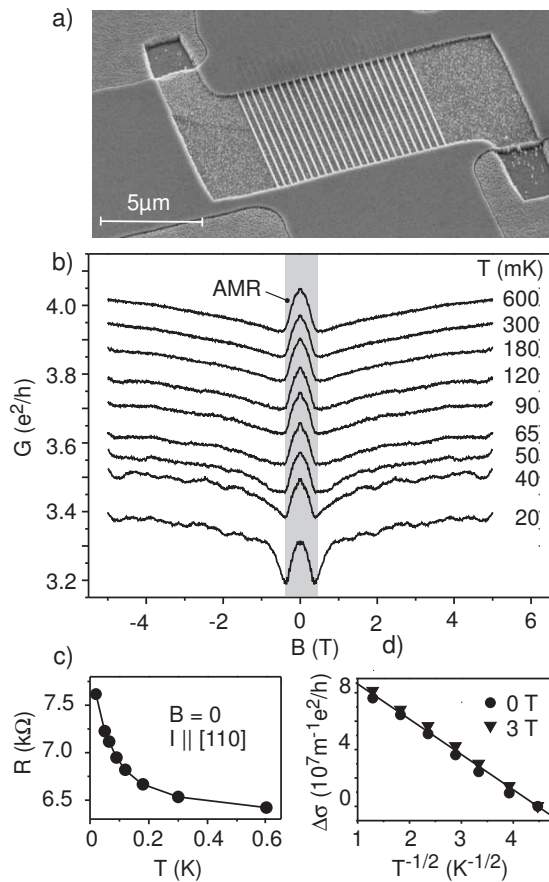 a)
5µm
b)
T (mK)
AMR
600
300
180
120
90
65
50
40
20
4.0
3.8
3.6
3.4
3.2
G (e²/h)
-4 -2 0 2 4 6
B (T)
c)
7.5
7.0
6.5
R (kΩ)
B = 0
I || [110]
0 0.2 0.4 0.6
T (K)
d)
8
4
0
Δσ (10⁷m⁻¹e²/h)
0 T
3 T
1 2 3 4
T⁻¹/² (K⁻¹/²)